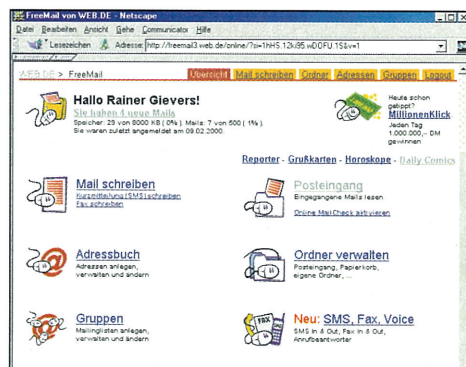 FreeMail von WEB.DE - Netscape
Datei Bearbeiten Ansicht Gehe Communicator Hilfe
Lesezeichen Adresse: http://freemail3.web.de/online/?si=1hHS.12ki95.wDOFU.1S&v=1
WEB.DE > FreeMail Übersicht Mail schreiben Ordner Adressen Gruppen Logout
Hallo Rainer Gievers!
Sie haben 4 neue Mails
Speicher: 29 von 8000 KB ( 0% ). Mails: 7 von 500 ( 1% ).
Sie waren zuletzt angemeldet am 09.02.2000.
Heute schon
getippt?
MillionenKlick
Jeden Tag
1.000.000,- DM
gewinnen
Reporter - Grußkarten - Horoskope - Daily Comics
Mail schreiben
Kurzmitteilung (SMS) schreiben
Fax schreiben
Posteingang
Eingegangene Mails lesen
Online MailCheck aktivieren
Adressbuch
Adressen anlegen,
verwalten und ändern
Ordner verwalten
Posteingang, Papierkorb,
eigene Ordner, ...
Gruppen
Mailinglisten anlegen,
verwalten und ändern
FAX
Neu: SMS, Fax, Voice
SMS In & Out, Fax In & Out,
Anrufbeantworter